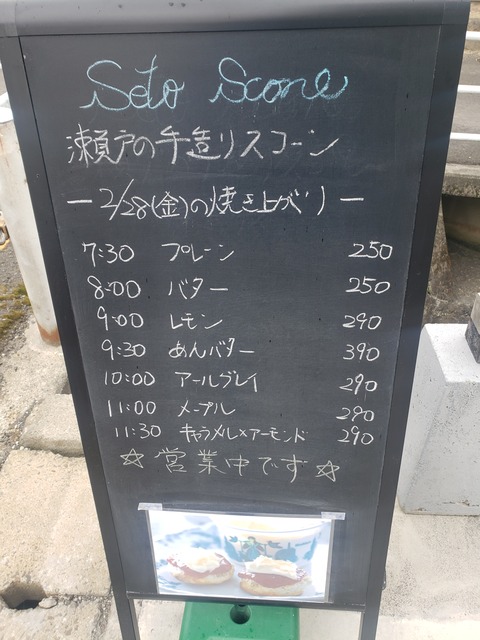 Seto Scone
瀬戸の手造りスコーン
ー2/28(金)の焼き上がりー
7:30 プレーン 250
8:00 バター 250
9:00 レモン 290
9:30 あんバター 390
10:00 アールグレイ 290
11:00 メープル 290
11:30 キャラメル×アーモンド 290
☆営業中です☆